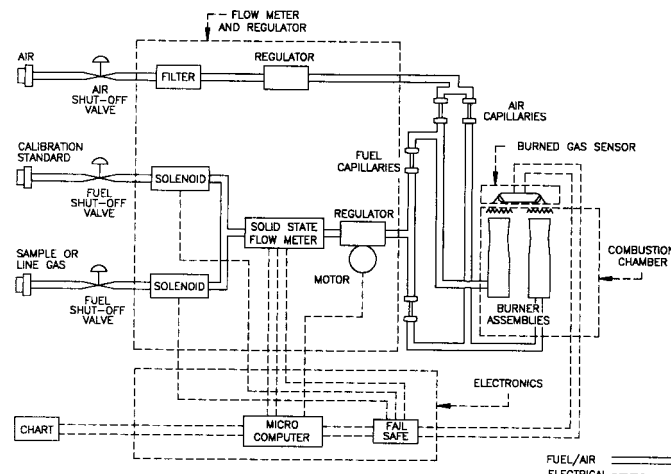 FLOW METER
AND REGULATOR
AIR
AIR
SHUT-OFF
VALVE
FILTER
REGULATOR
AIR
CAPILLARIES
CALIBRATION
STANDARD
FUEL
SHUT-OFF
VALVE
SOLENOID
FUEL
CAPILLARIES
BURNED GAS SENSOR
SOLID STATE
FLOW METER
REGULATOR
MOTOR
COMBUSTION
CHAMBER
SAMPLE OR
LINE GAS
FUEL
SHUT-OFF
VALVE
SOLENOID
BURNER
ASSEMBLIES
ELECTRONICS
CHART
MICRO
COMPUTER
FAIL
SAFE
FUEL/AIR
ELECTRICAL